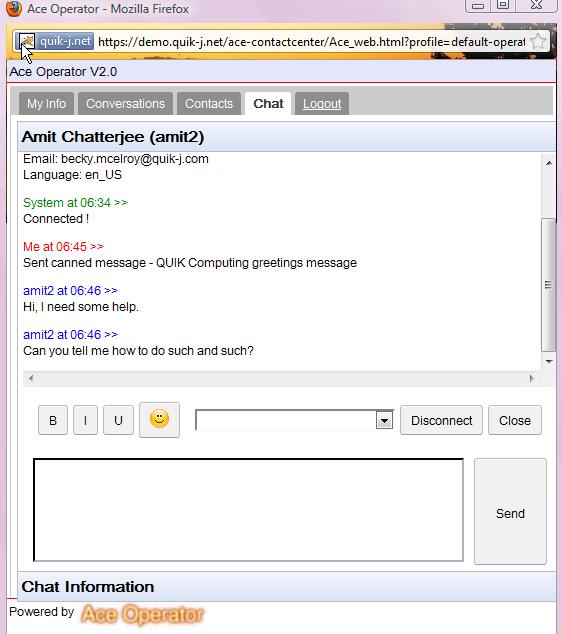 Ace Operator - Mozilla Firefox
quik-j.net https://demo.quik-j.net/ace-contactcenter/Ace_web.html?profile=default-operat
Ace Operator V2.0
My Info Conversations Contacts Chat Logout
Amit Chatterjee (amit2)
Email: becky.mcelroy@quik-j.com
Language: en_US
System at 06:34 >>
Connected !
Me at 06:45 >>
Sent canned message - QUIK Computing greetings message
amit2 at 06:46 >>
Hi, I need some help.
amit2 at 06:46 >>
Can you tell me how to do such and such?
B I U Disconnect Close
Send
Chat Information
Powered by Ace Operator